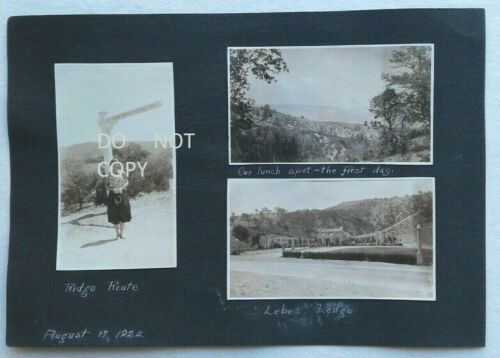 DO NOT
COPY
Our lunch spot - the first day.
Ridge Route
Lebec Lodge
August 17, 1924.